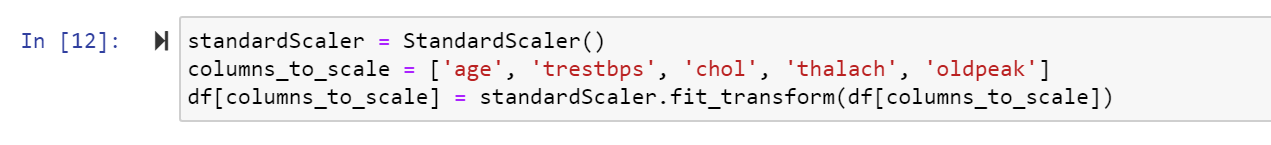 In [12]:
standardScaler = StandardScaler()
columns_to_scale = ['age', 'trestbps', 'chol', 'thalach', 'oldpeak']
df[columns_to_scale] = standardScaler.fit_transform(df[columns_to_scale])